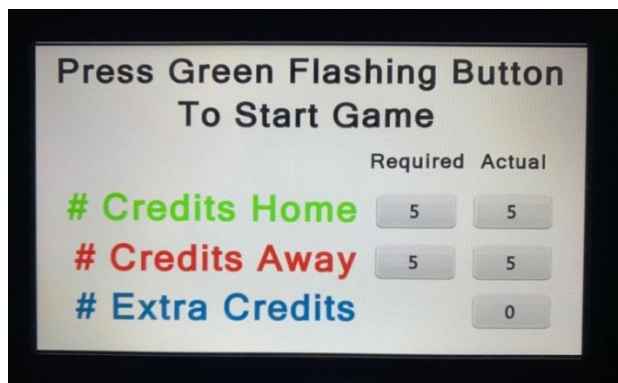 Press Green Flashing Button
To Start Game
Required Actual
# Credits Home 5 5
# Credits Away 5 5
# Extra Credits 0